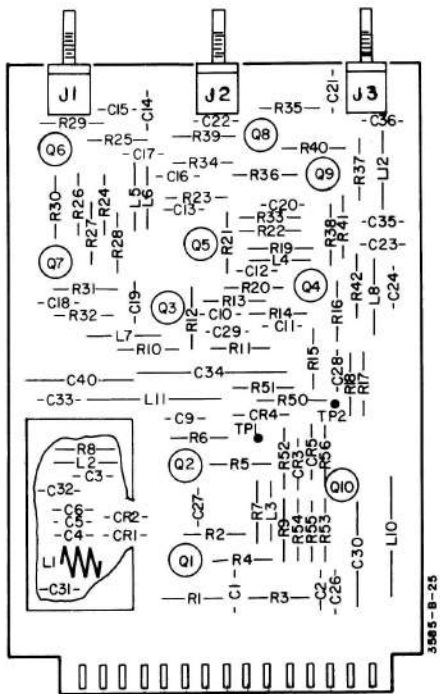 J1 J2 J3
C15 C14 C22 R35 C21 C36
R29 R39 Q8
Q6 R25 R40
C17 R34 R37 L12
C16 R36 Q9
R30 R26 R24 L5 L6 R23
C13 C20 R41
R27 R33 C35
R28 R22 R38
Q5 R21 R19 C23
Q7 L4
C12 R42
R31 C19 R20 Q4 L8 C24
C18 Q3 R12 R13 R16
R32 C10 R14
C29 C11
L7 R15
R10 R11
C34 C28
C40 R51 R18 R17
C33 L11 R50
C9 CR4 TP2
TP1
R6 R52 CR3 CR5 R56
R8
L2 Q2 R5
C3 Q10
C32
C6 CR2 C27 R7 L3
C5
C4 CR1 R2 R9 R54 R55 R53 C30 L10
L1 Q1 R4
C31 C1 C2 C26
R1 R3
3585-B-25